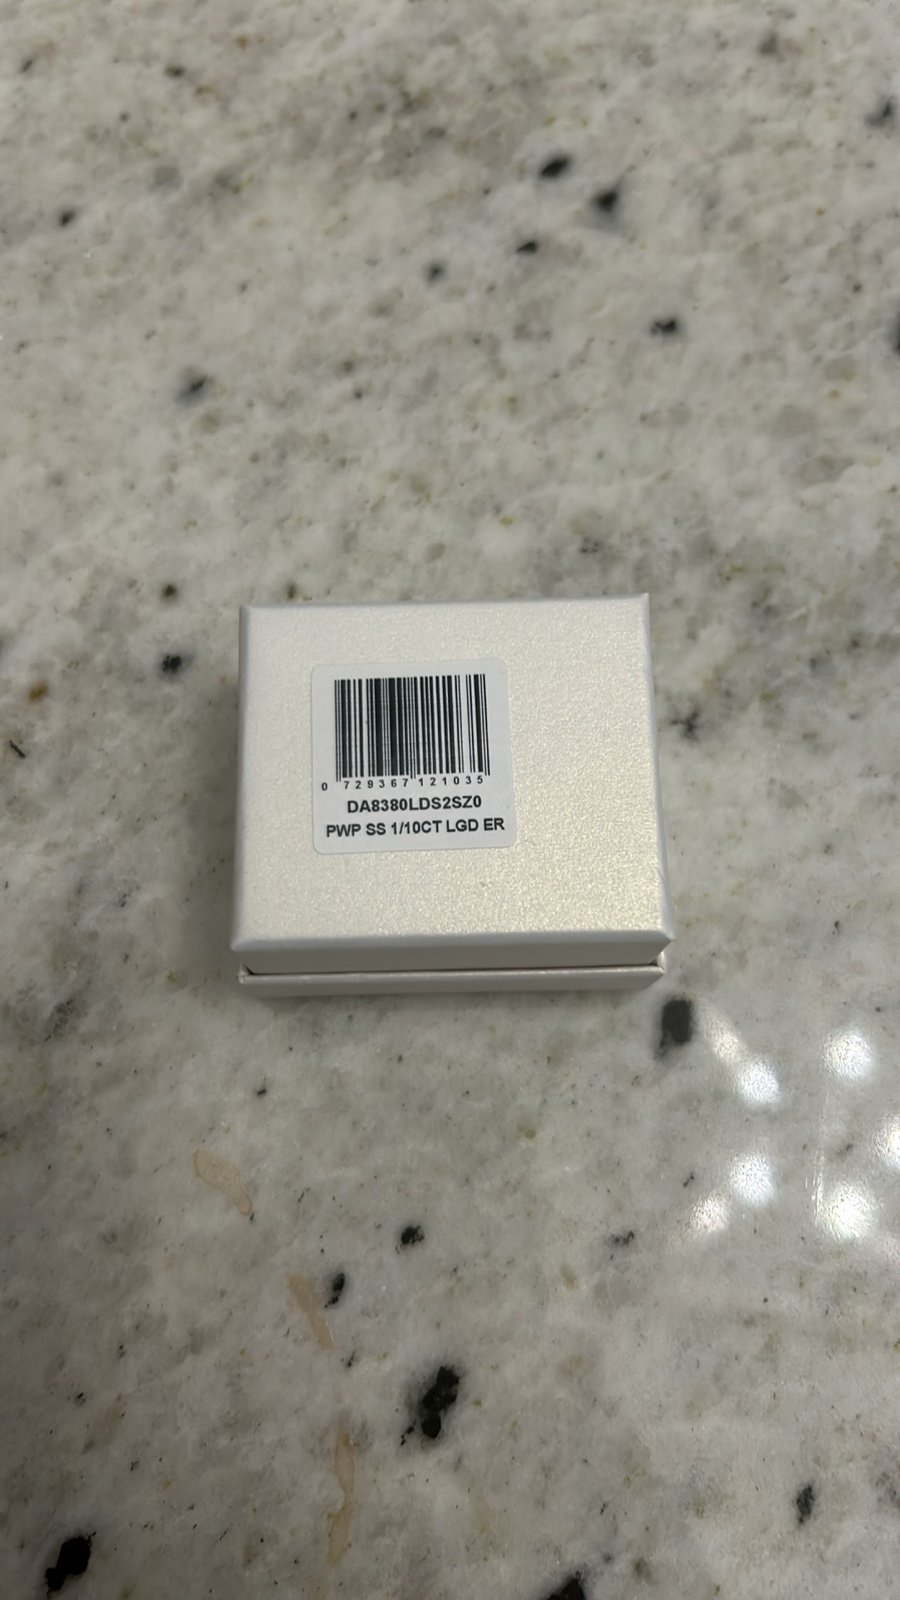 0 729367 121035
DA8380LDS2SZ0
PWP SS 1/10CT LGD ER